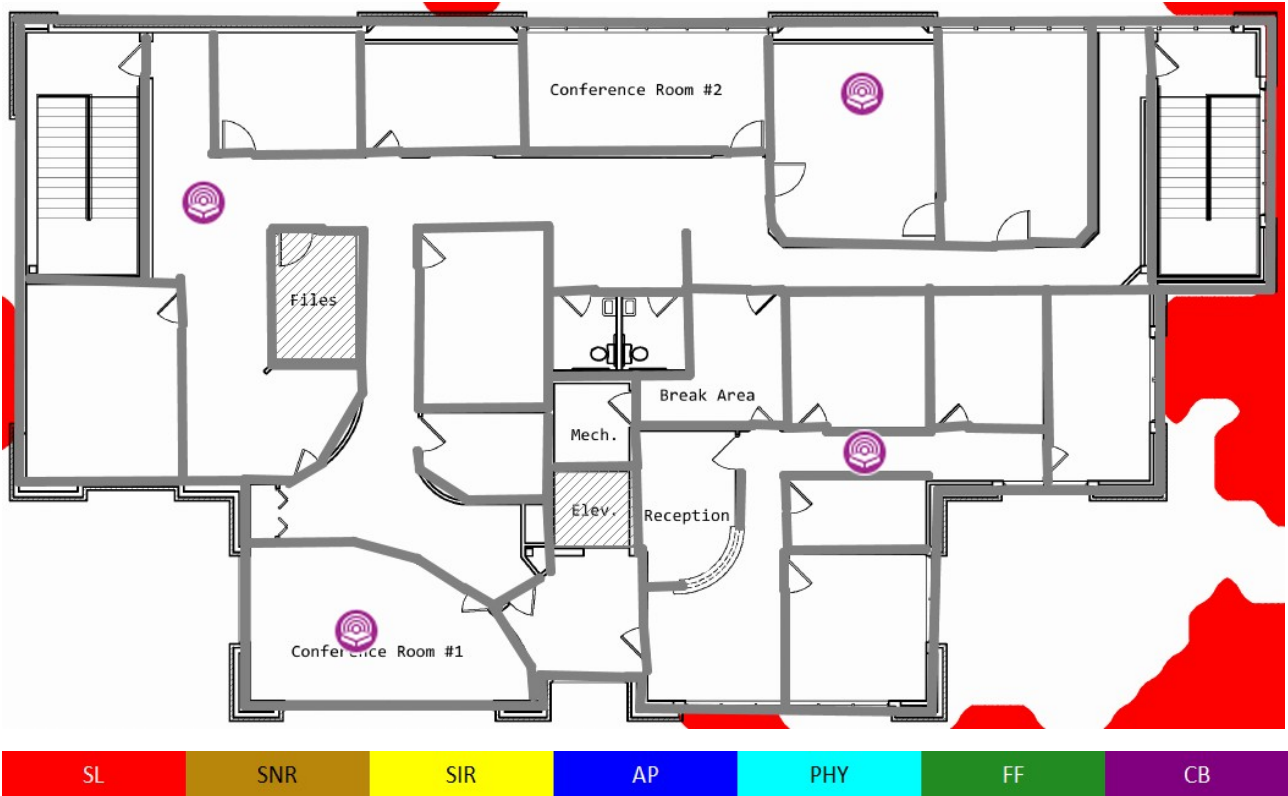 Conference Room #2
Files
Break Area
Mech.
Elev.
Reception
Conference Room #1
SL SNR SIR AP PHY FF CB